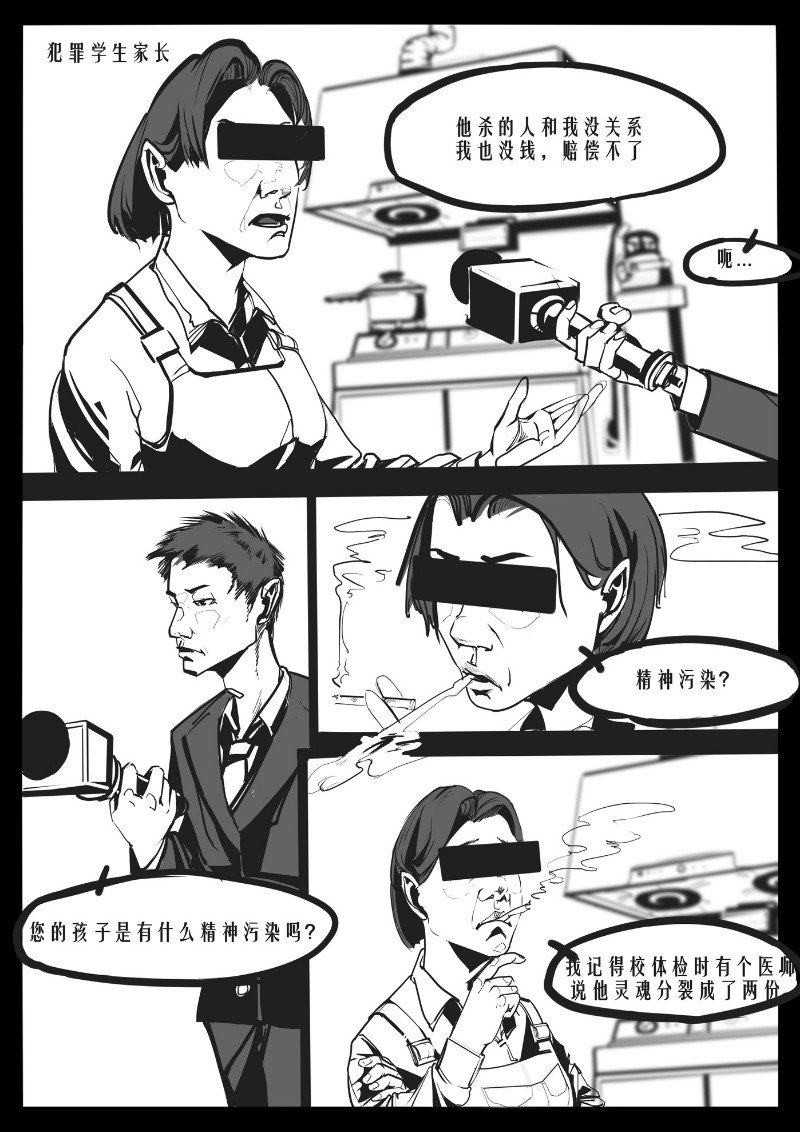 犯罪学生家长
他杀的人和我没关系
我也没钱，赔偿不了
呃…
精神污染?
您的孩子是有什么精神污染吗?
我记得校体检时有个医师
说他灵魂分裂成了两份